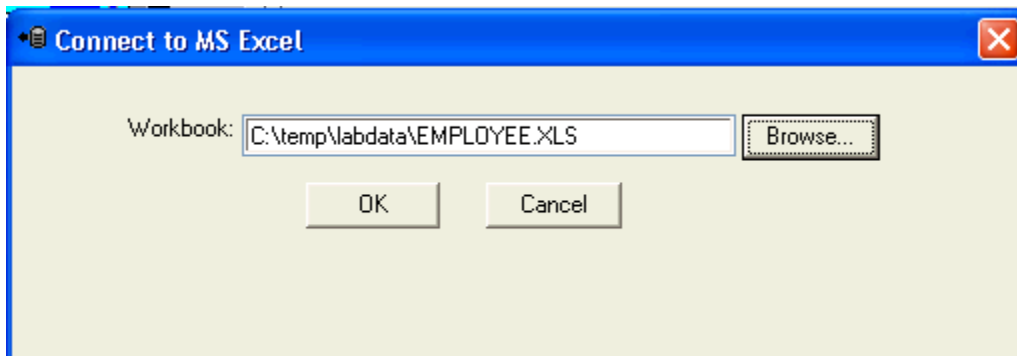 Connect to MS Excel
Workbook: C:\temp\labdata\EMPLOYEE.XLS Browse...
OK Cancel